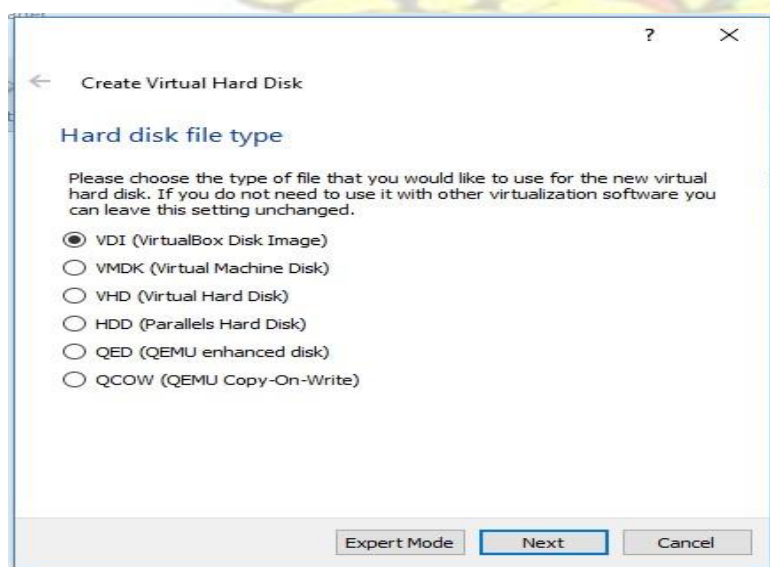 ?
Create Virtual Hard Disk
Hard disk file type
Please choose the type of file that you would like to use for the new virtual
hard disk. If you do not need to use it with other virtualization software you
can leave this setting unchanged.
VDI (VirtualBox Disk Image)
VMDK (Virtual Machine Disk)
VHD (Virtual Hard Disk)
HDD (Parallels Hard Disk)
QED (QEMU enhanced disk)
QCOW (QEMU Copy-On-Write)
Expert Mode Next Cancel